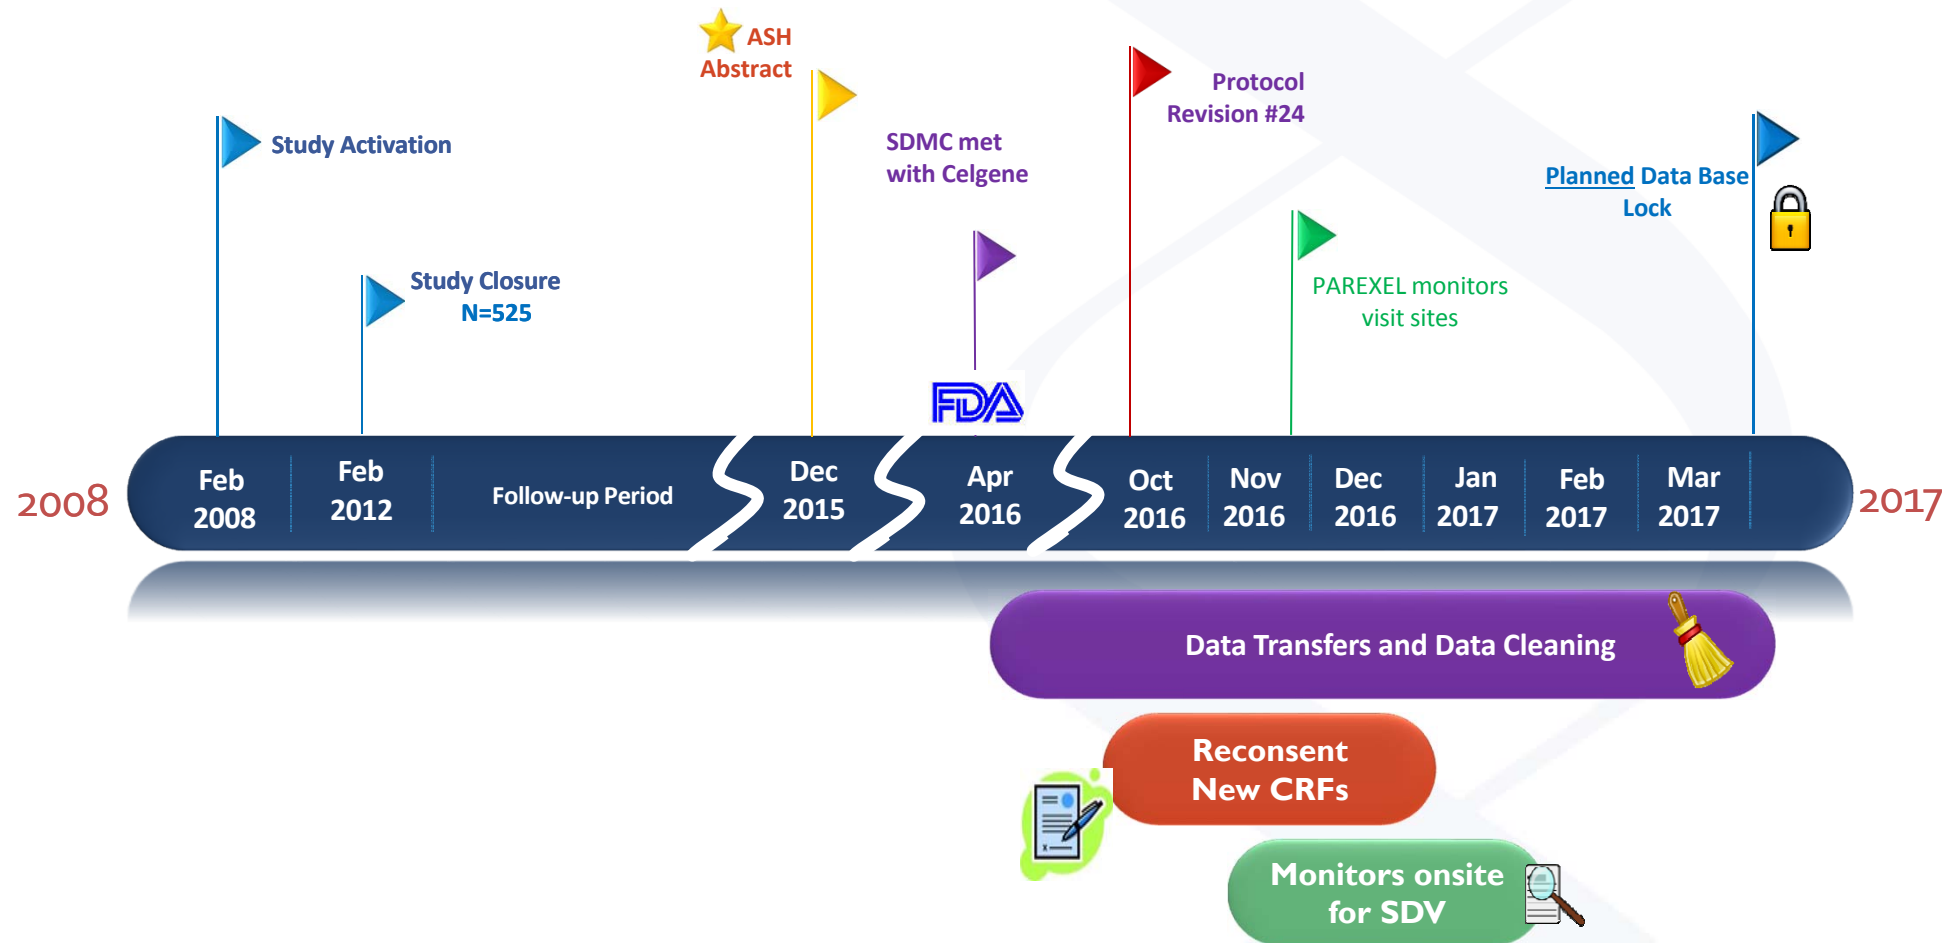 ASH
Abstract
Protocol
Revision #24
Study Activation
SDMC met
with Celgene
Planned Data Base
Lock
Study Closure
N=525
PAREXEL monitors
visit sites
FDA
2008
Feb
2008
Feb
2012
Follow-up Period
Dec
2015
Apr
2016
Oct
2016
Nov
2016
Dec
2016
Jan
2017
Feb
2017
Mar
2017
2017
Data Transfers and Data Cleaning
Reconsent
New CRFs
Monitors onsite
for SDV